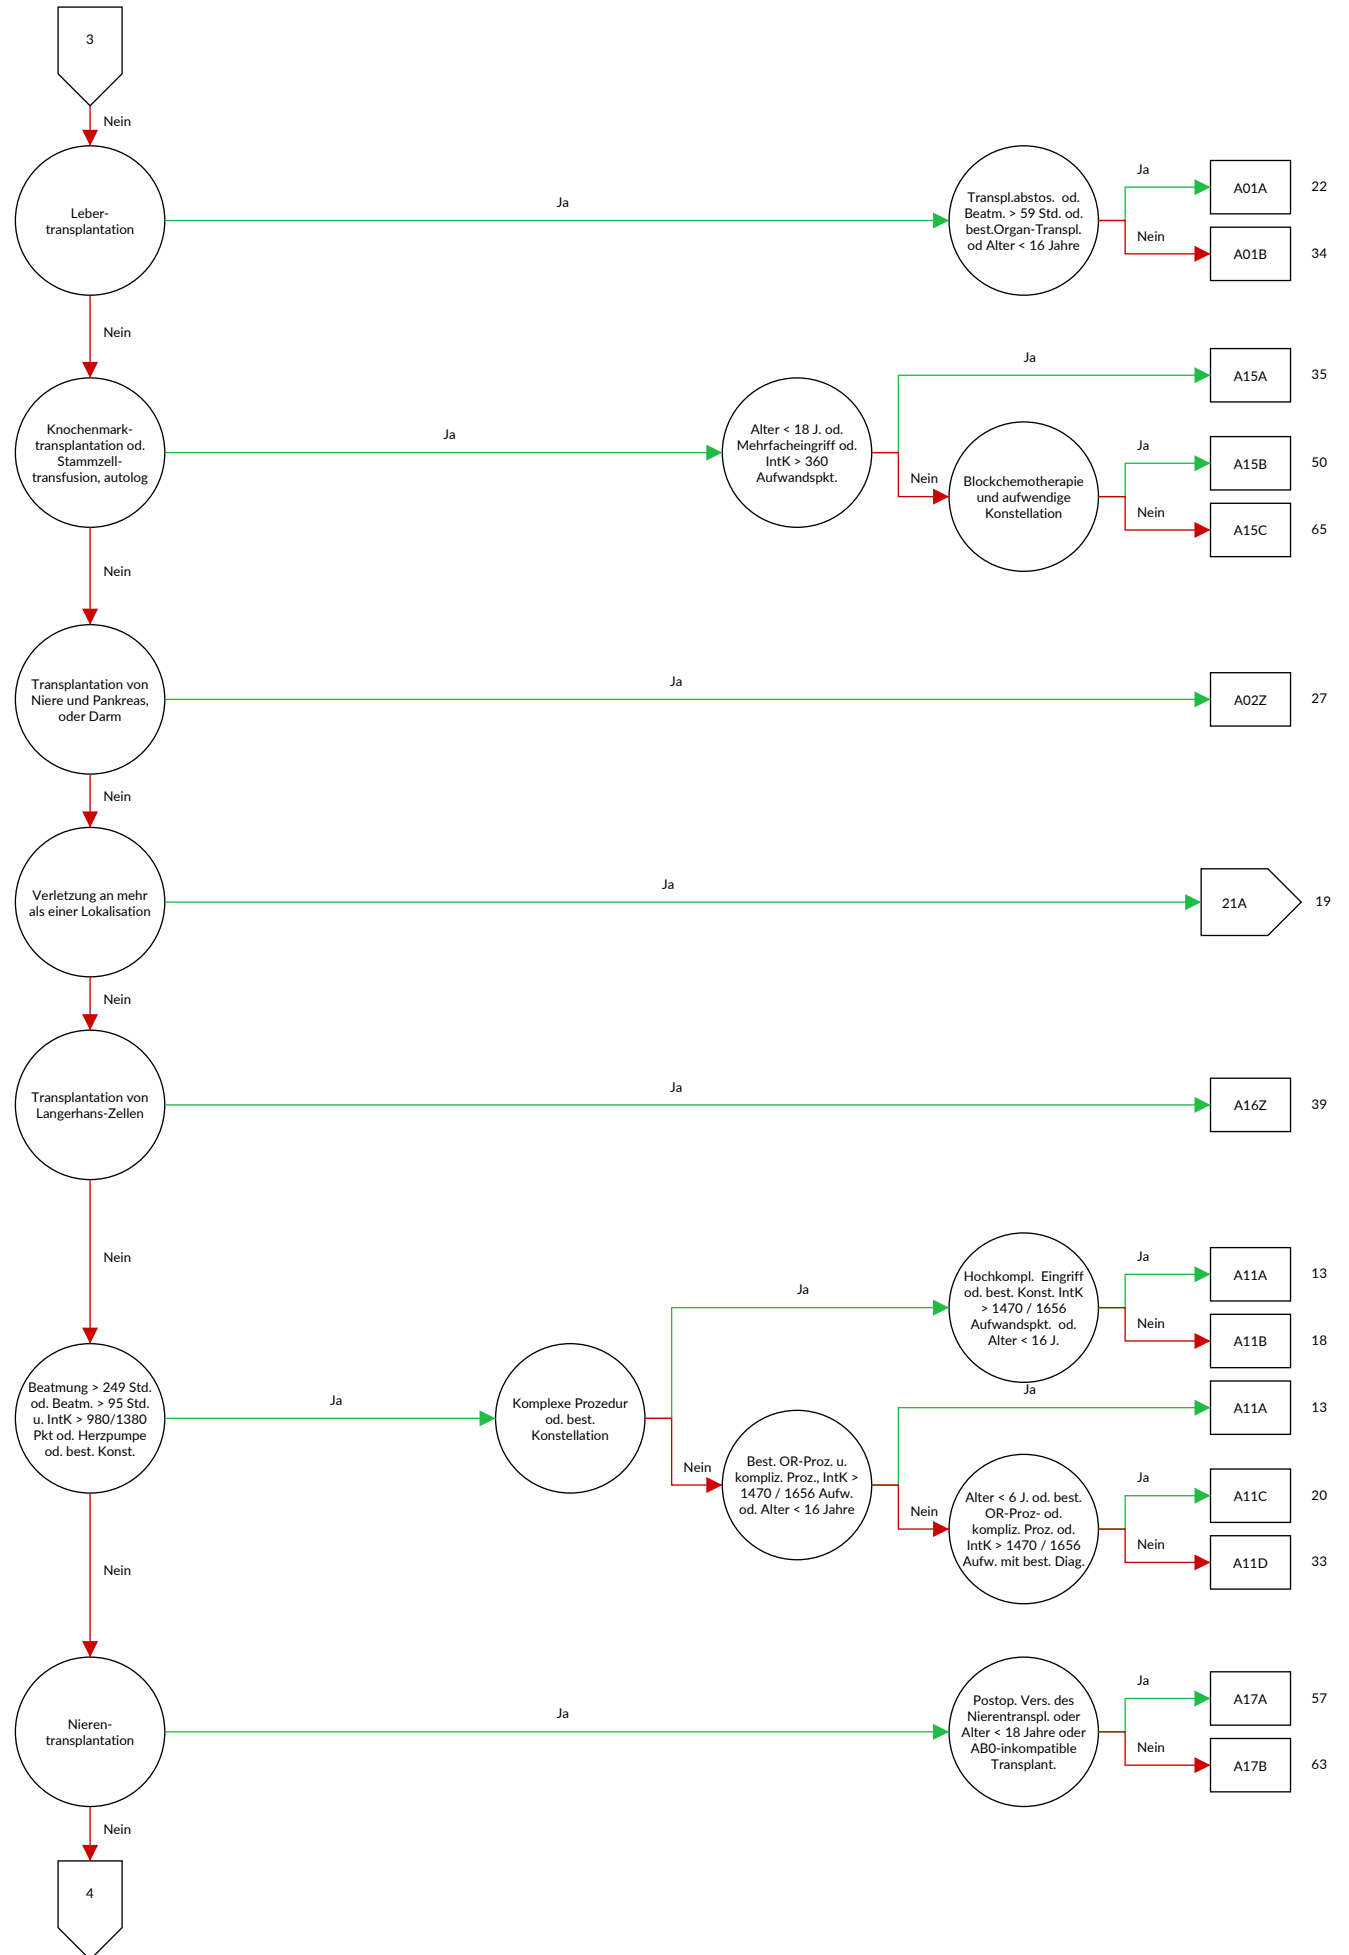 3
Nein
Leber-
transplantation
Ja
Transpl.abstos. od.
Beatm. > 59 Std. od.
best.Organ-Transpl.
od Alter < 16 Jahre
Ja
A01A
22
Nein
A01B
34
Nein
Knochenmark-
transplantation od.
Stammzell-
transfusion, autolog
Ja
Alter < 18 J. od.
Mehrfacheingriff od.
IntK > 360
Aufwandspkt.
Ja
A15A
35
Nein
Blockchemotherapie
und aufwendige
Konstellation
Ja
A15B
50
Nein
A15C
65
Nein
Transplantation von
Niere und Pankreas,
oder Darm
Ja
A02Z
27
Nein
Verletzung an mehr
als einer Lokalisation
Ja
21A
19
Nein
Transplantation von
Langerhans-Zellen
Ja
A16Z
39
Nein
Beatmung > 249 Std.
od. Beatm. > 95 Std.
u. IntK > 980/1380
Pkt od. Herzpumpe
od. best. Konst.
Ja
Komplexe Prozedur
od. best.
Konstellation
Ja
Hochkompl. Eingriff
od. best. Konst. IntK
> 1470 / 1656
Aufwandspkt. od.
Alter < 16 J.
Ja
A11A
13
Nein
A11B
18
Nein
Best. OR-Proz. u.
kompliz. Proz., IntK >
1470 / 1656 Aufw.
od. Alter < 16 Jahre
Ja
A11A
13
Nein
Alter < 6 J. od. best.
OR-Proz- od.
kompliz. Proz. od.
IntK > 1470 / 1656
Aufw. mit best. Diag.
Ja
A11C
20
Nein
A11D
33
Nein
Nieren-
transplantation
Ja
Postop. Vers. des
Nierentranspl. oder
Alter < 18 Jahre oder
AB0-inkompatible
Transplant.
Ja
A17A
57
Nein
A17B
63
Nein
4